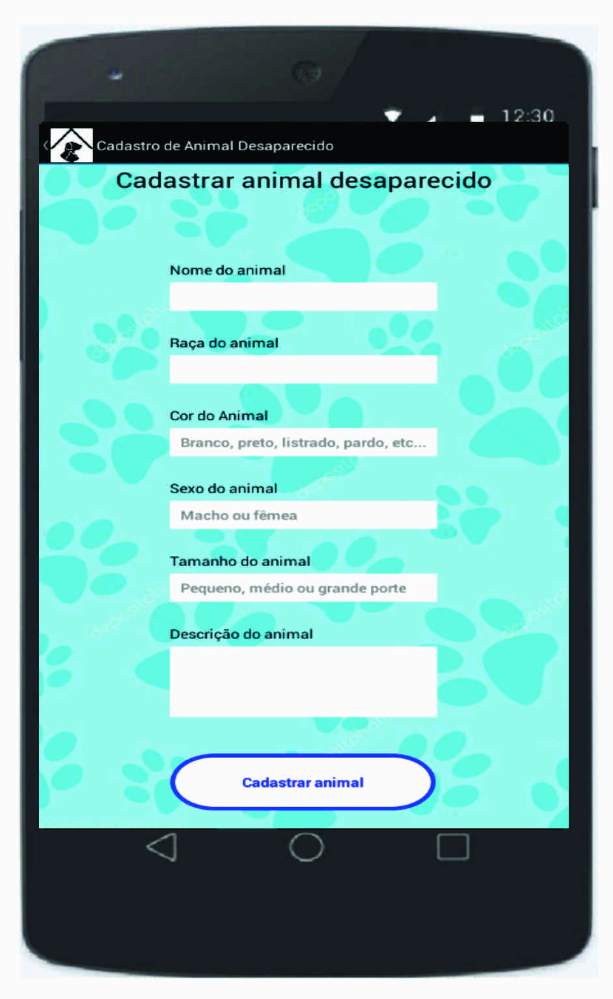 12:30
Cadastro de Animal Desaparecido
Cadastrar animal desaparecido
Nome do animal
Raça do animal
Cor do Animal
Branco, preto, listrado, pardo, etc...
Sexo do animal
Macho ou fêmea
Tamanho do animal
Pequeno, médio ou grande porte
Descrição do animal
Cadastrar animal